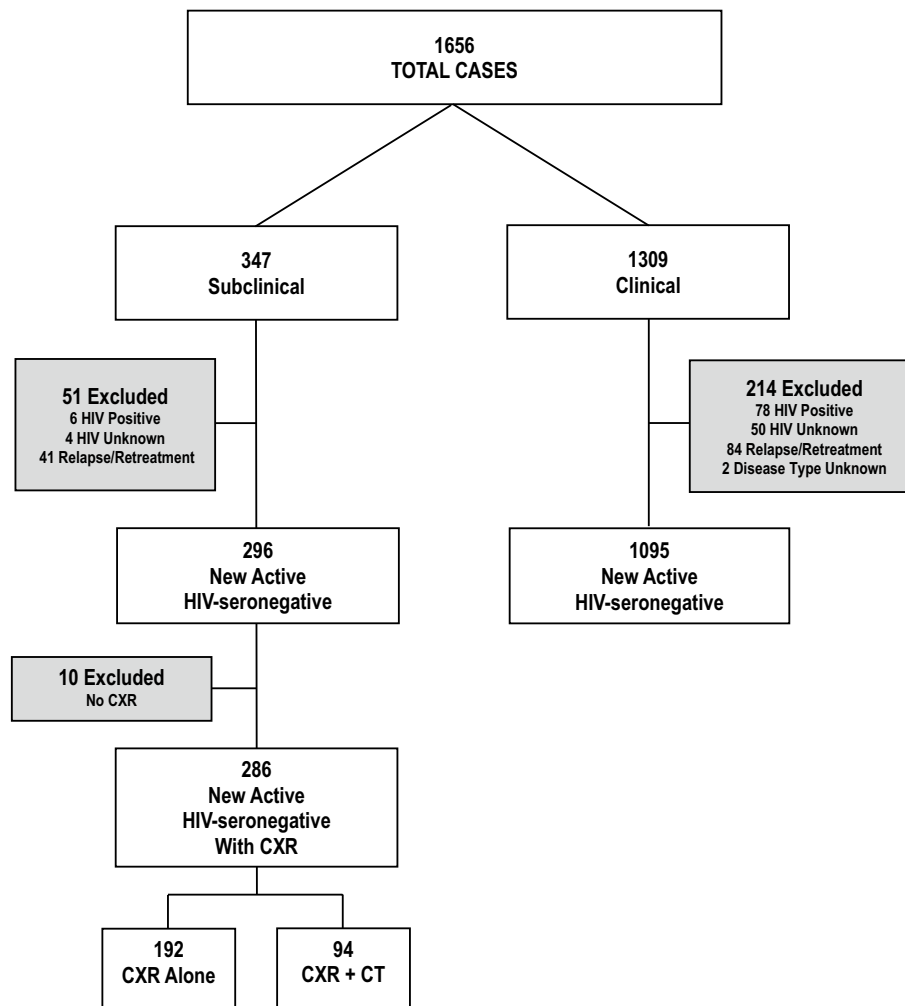 1656
TOTAL CASES
347
Subclinical
1309
Clinical
51 Excluded
6 HIV Positive
4 HIV Unknown
41 Relapse/Retreatment
214 Excluded
78 HIV Positive
50 HIV Unknown
84 Relapse/Retreatment
2 Disease Type Unknown
296
New Active
HIV-seronegative
1095
New Active
HIV-seronegative
10 Excluded
No CXR
286
New Active
HIV-seronegative
With CXR
192
CXR Alone
94
CXR + CT